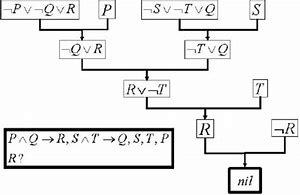 ¬P∨¬Q∨R P ¬S∨¬T∨Q S
¬Q∨R ¬T∨Q
R∨¬T T
R ¬R
P∧Q→R, S∧T→Q, S, T, P
R?
nil